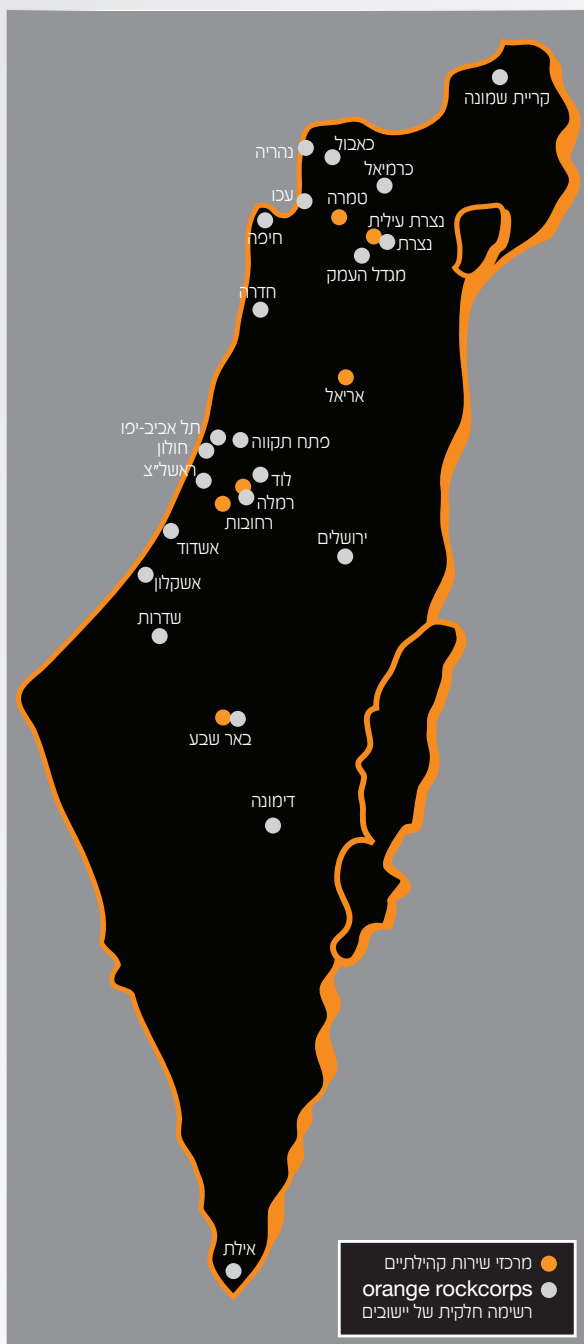 קריית שמונה
כאבול
נהריה
כרמיאל
עכו
טמרה
חיפה
נצרת עילית
נצרת
מגדל העמק
חדרה
אריאל
תל אביב-יפו
פתח תקווה
חולון
ראשל"צ
לוד
רמלה
רחובות
אשדוד
ירושלים
אשקלון
שדרות
באר שבע
דימונה
אילת
מרכזי שירות קהילתיים
orange rockcorps
רשימה חלקית של יישובים